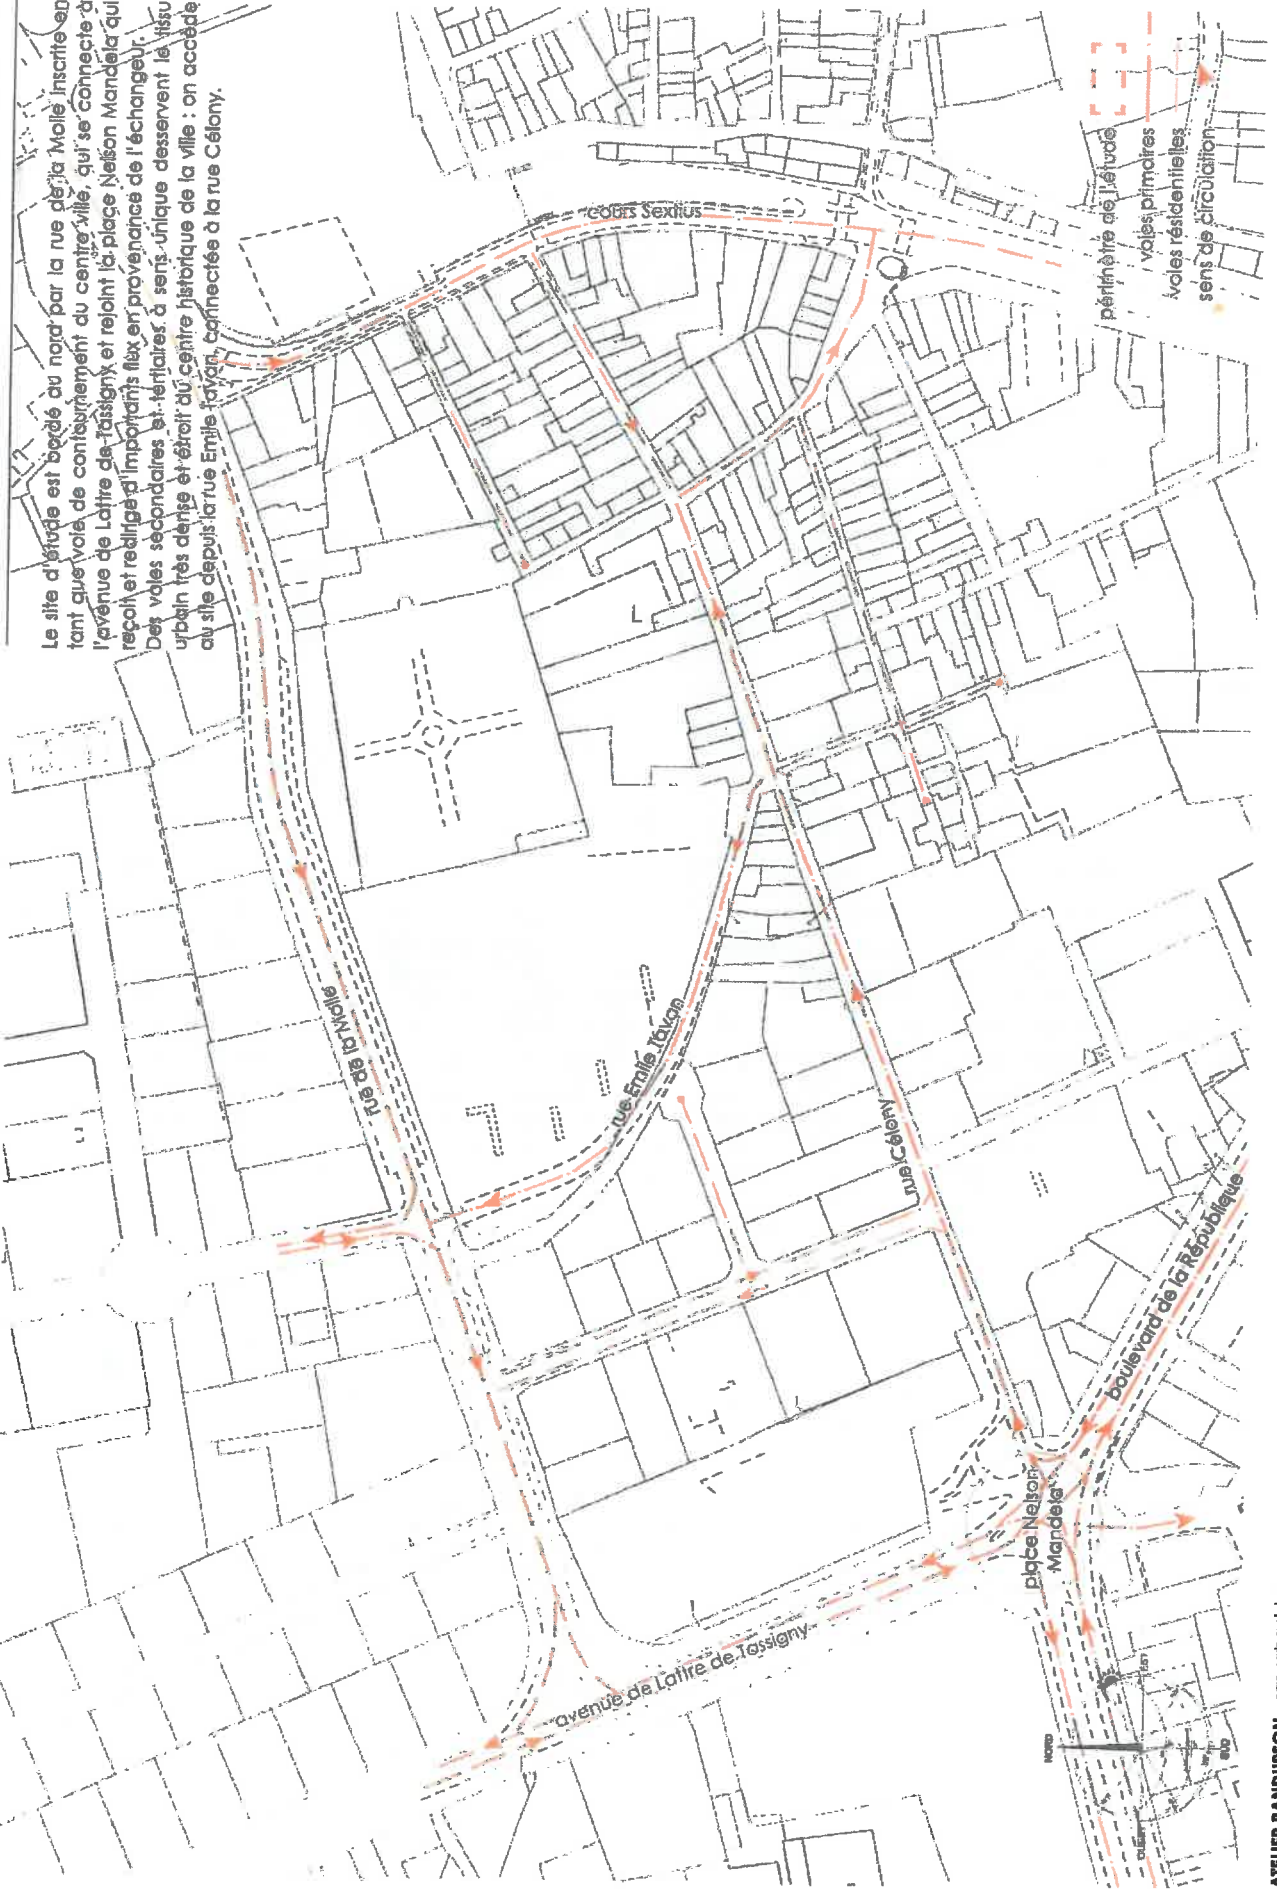 Le site d'étude est bordé au nord par la rue de la Molle inscrite en
tant que voie de contournement du centre ville, qui se connecte à
l'avenue de Lattre de Tassigny et rejoint la place Nelson Mandela qui
reçoit et redirige d'importants flux en provenance de l'échangeur.
Des voies secondaires et tertiaires à sens unique desservent le tissu
urbain très dense et étroit du centre historique de la ville : on accède
au site depuis la rue Emile Tavan, connectée à la rue Célony.
cours Sextius
rue de la Molle
rue Emile Tavan
rue Célony
boulevard de la République
place Nelson
Mandela
avenue de Lattre de Tassigny
périmètre de l'étude
voies primaires
voies résidentielles
sens de circulation
NORD
EST
SUD
OUEST
ATELIER BANDURSON